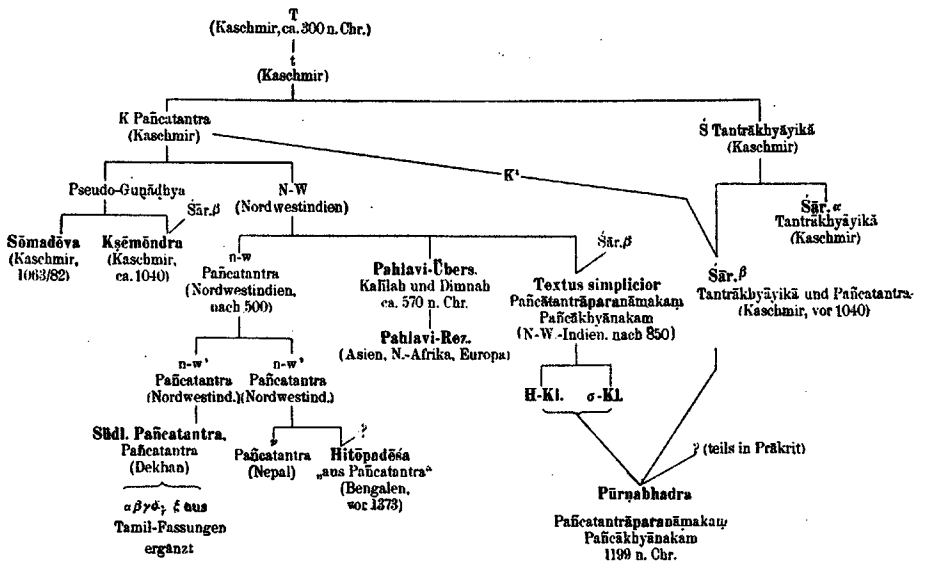 T
(Kaschmir, ca. 300 n. Chr.)
t
(Kaschmir)
K Pañcatantra
(Kaschmir)
Ś Tantrākhyāyikā
(Kaschmir)
K¹
Pseudo-Guṇāḍhya
N-W
(Nordwestindien)
Śār. β
Sōmadēva
(Kaschmir,
1063/82)
Kṣēmēndra
(Kaschmir,
ca. 1040)
Śār. α
Tantrākhyāyikā
(Kaschmir)
n-w
Pañcatantra
(Nordwestindien,
nach 500)
Pahlavi-Übers.
Kalīlah und Dimnah
ca. 570 n. Chr.
Pahlavi-Rez.
(Asien, N.-Afrika, Europa)
Śār. β
Textus simplicior
Pañcātantrāparanāmakaṃ
Pañcākhyānakam
(N-W.-Indien. nach 850)
Śār. β
Tantrākhyāyikā und Pañcatantra
(Kaschmir, vor 1040)
n-w'
Pañcatantra
(Nordwestind.)
n-w'
Pañcatantra
(Nordwestind.)
H-Kl. σ-Kl.
Südl. Pañcatantra,
Pañcatantra
(Dekhan)
ν
Pañcatantra
(Nepal)
?
Hitōpadēśa
„aus Pañcatantra“
(Bengalen,
vor 1373)
? (teils in Prākrit)
αβγδ, ξ aus
Tamil-Fassungen
ergänzt
Pūrṇabhadra
Pañcatantrāparanāmakaṃ
Pañcākhyānakam
1199 n. Chr.